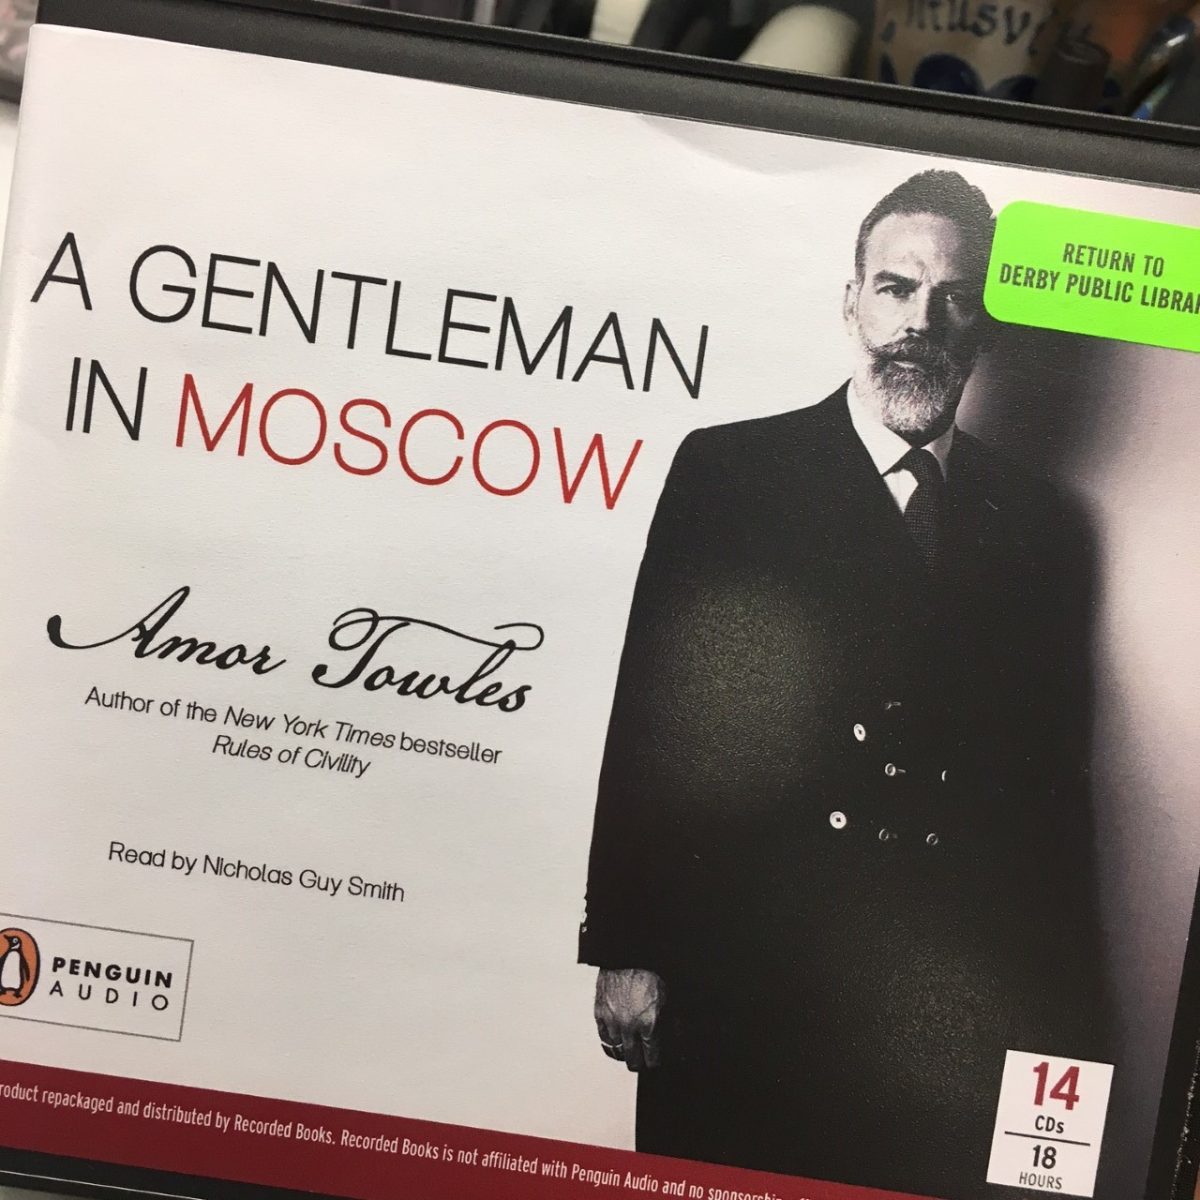 A GENTLEMAN
IN MOSCOW
RETURN TO
DERBY PUBLIC
Amor Towles
Author of the New York Times bestseller
Rules of Civility
Read by Nicholas Guy Smith
PENGUIN
AUDIO
14
CDs
18
HOURS
repackaged and distributed by Recorded Books. Recorded Books is not affiliated with Penguin Audio and no